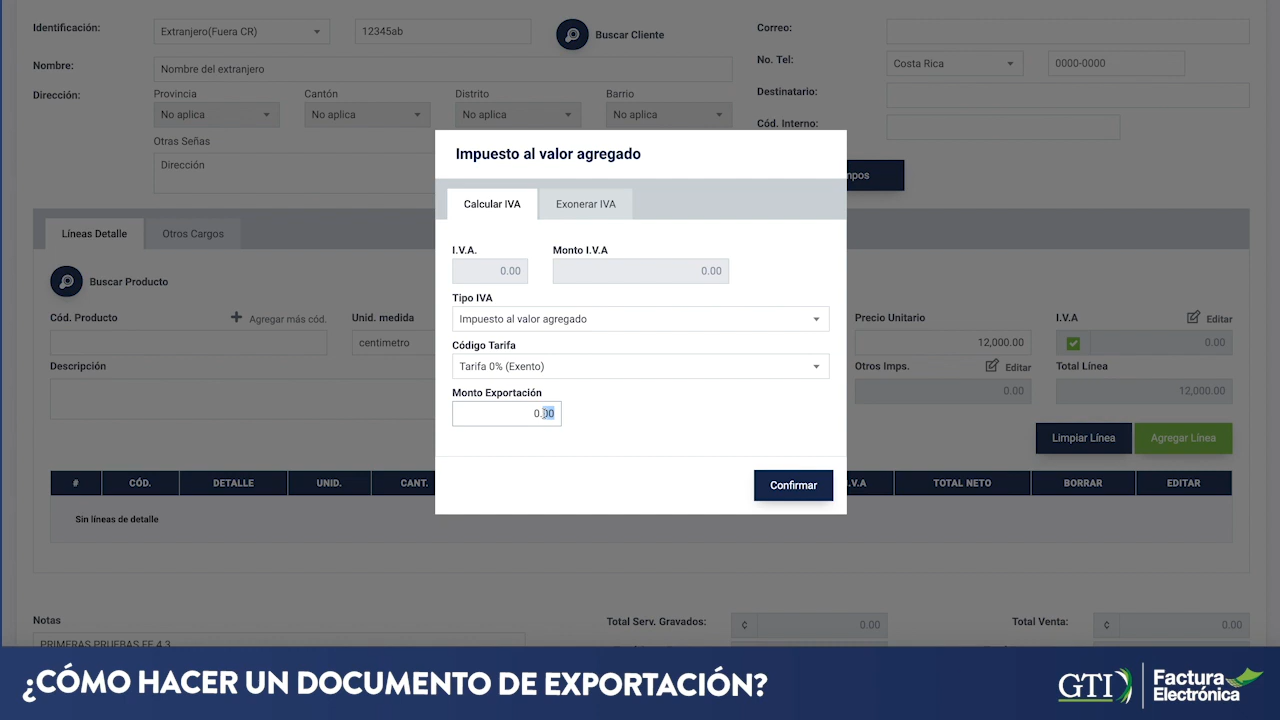 Identificación:
Extranjero(Fuera CR)
12345ab
Buscar Cliente
Correo:
Nombre:
Nombre del extranjero
No. Tel:
Costa Rica
0000-0000
Dirección:
Provincia
Cantón
Distrito
Barrio
No aplica
No aplica
No aplica
No aplica
Destinatario:
Cód. Interno:
Otras Señas
Dirección
mpos
Impuesto al valor agregado
Calcular IVA
Exonerar IVA
I.V.A.
Monto I.V.A
0.00
0.00
Tipo IVA
Impuesto al valor agregado
Código Tarifa
Tarifa 0% (Exento)
Monto Exportación
0.00
Confirmar
Líneas Detalle
Otros Cargos
Buscar Producto
Cód. Producto
Agregar más cód.
Unid. medida
Precio Unitario
I.V.A
Editar
centimetro
12,000.00
0.00
Descripción
Otros Imps.
Editar
Total Línea
0.00
12,000.00
Limpiar Línea
Agregar Línea
#
CÓD.
DETALLE
UNID.
CANT.
.V.A
TOTAL NETO
BORRAR
EDITAR
Sin líneas de detalle
Notas
PRIMERAS PRUEBAS FE 4.3
Total Serv. Gravados:
₡
0.00
Total Venta:
₡
0.00
¿CÓMO HACER UN DOCUMENTO DE EXPORTACIÓN?
GTI
Factura
Electrónica